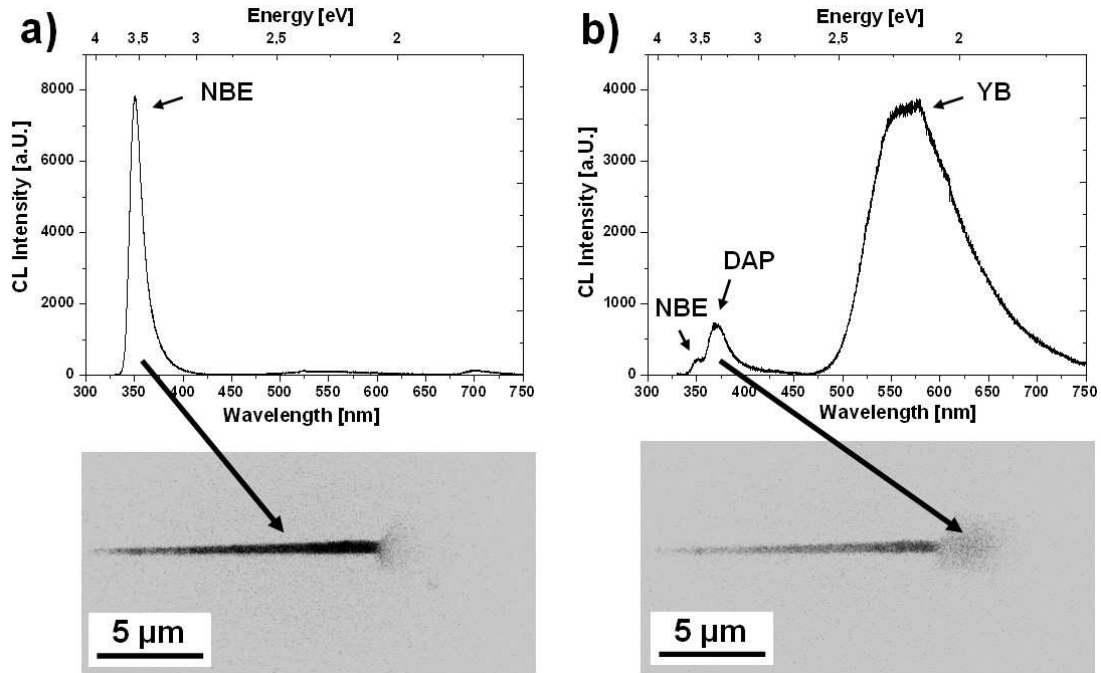 a)
Energy [eV]
4 3,5 3 2,5 2
CL Intensity [a.U.]
8000
6000
4000
2000
0
NBE
300 350 400 450 500 550 600 650 700 750
Wavelength [nm]
5 µm
b)
Energy [eV]
4 3,5 3 2,5 2
CL Intensity [a.U.]
4000
3000
2000
1000
0
YB
DAP
NBE
300 350 400 450 500 550 600 650 700 750
Wavelength [nm]
5 µm